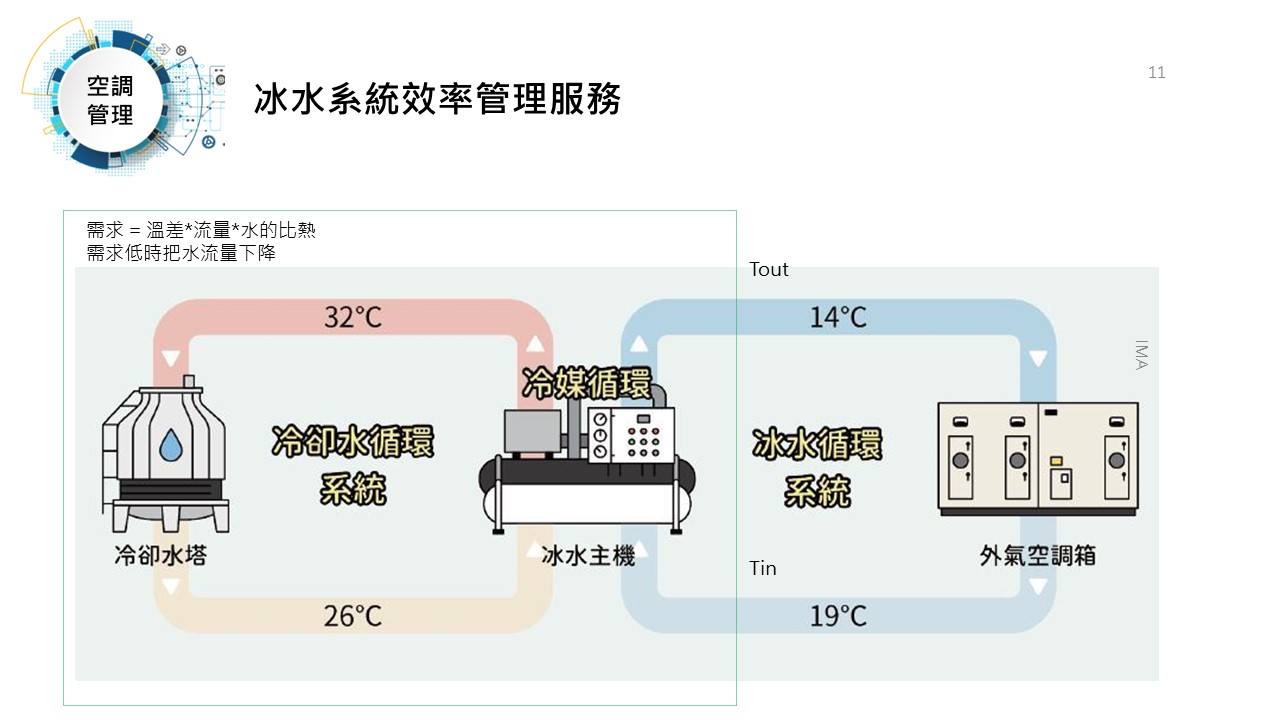 空調
管理
冰水系統效率管理服務
11
需求 = 溫差*流量*水的比熱
需求低時把水流量下降
Tout
32°C
14°C
IMA
冷媒循環
冷卻水循環
系統
冰水循環
系統
冷卻水塔
冰水主機
外氣空調箱
Tin
26°C
19°C